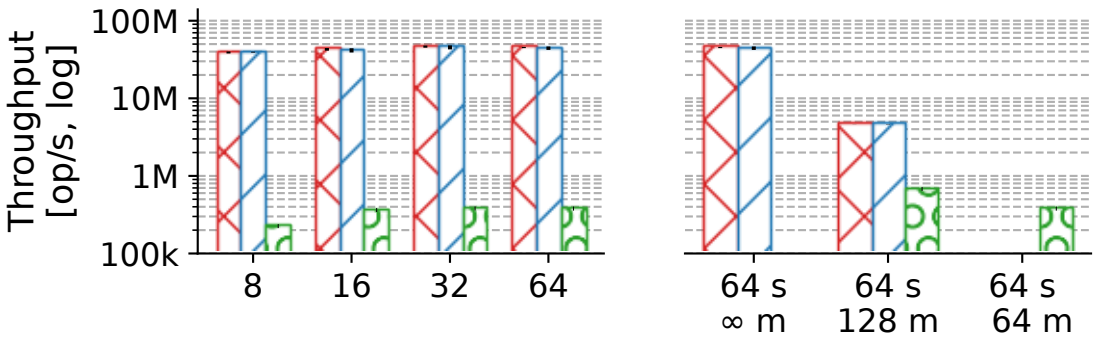 Throughput
[op/s, log]
100M
10M
1M
100k
8 16 32 64
64 s 64 s 64 s
∞ m 128 m 64 m